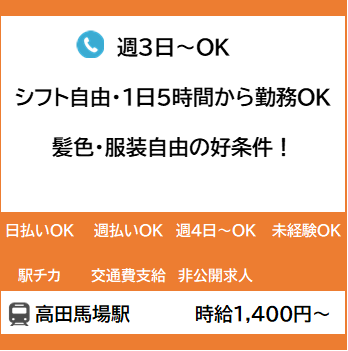 週3日～OK
シフト自由・1日5時間から勤務OK
髪色・服装自由の好条件！
日払いOK 週払いOK 週4日～OK 未経験OK
駅チカ 交通費支給 非公開求人
高田馬場駅 時給1,400円～